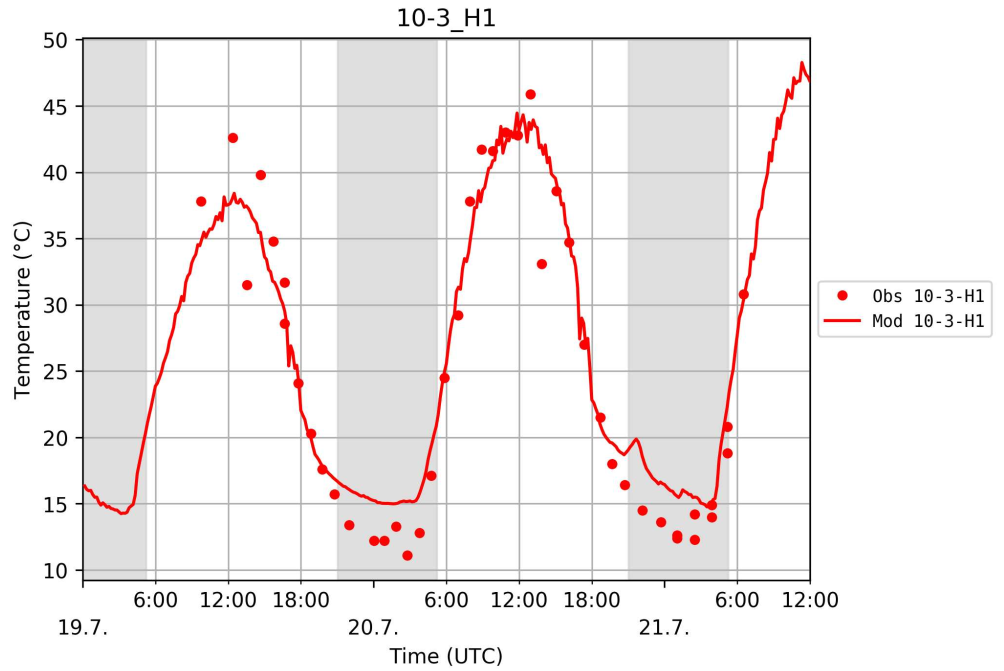 10-3_H1
Temperature (°C)
50
45
40
35
30
25
20
15
10
6:00 12:00 18:00 6:00 12:00 18:00 6:00 12:00
19.7. 20.7. 21.7.
Time (UTC)
Obs 10-3-H1
Mod 10-3-H1